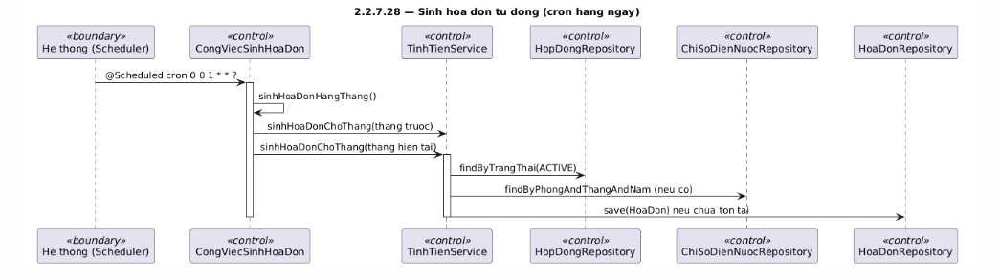 2.2.7.28 — Sinh hoa don tu dong (cron hang ngay)
«boundary»
He thong (Scheduler)
«control»
CongViecSinhHoaDon
«control»
TinhTienService
«control»
HopDongRepository
«control»
ChiSoDienNuocRepository
«control»
HoaDonRepository
@Scheduled cron 0 0 1 * * ?
sinhHoaDonHangThang()
sinhHoaDonChoThang(thang truoc)
sinhHoaDonChoThang(thang hien tai)
findByTrangThai(ACTIVE)
findByPhongAndThangAndNam (neu co)
save(HoaDon) neu chua ton tai
«boundary»
He thong (Scheduler)
«control»
CongViecSinhHoaDon
«control»
TinhTienService
«control»
HopDongRepository
«control»
ChiSoDienNuocRepository
«control»
HoaDonRepository